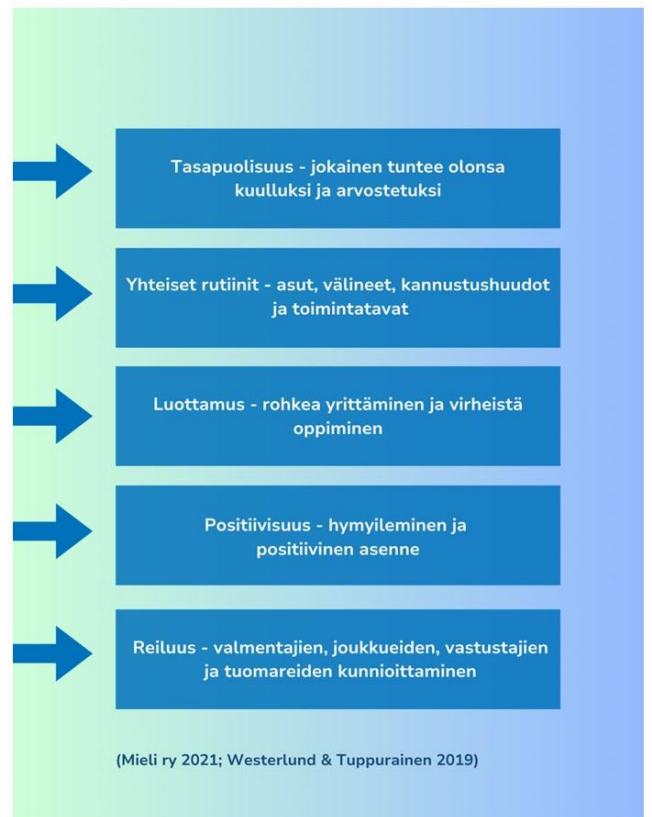 Tasapuolisuus - jokainen tuntee olonsa
kuulluksi ja arvostetuksi
Yhteiset rutiinit - asut, välineet, kannustushuudot
ja toimintatavat
Luottamus - rohkea yrittäminen ja virheistä
oppiminen
Positiivisuus - hymyileminen ja
positiivinen asenne
Reiluus - valmentajien, joukkueiden, vastustajien
ja tuomareiden kunnioittaminen
(Mieli ry 2021; Westerlund & Tuppurainen 2019)